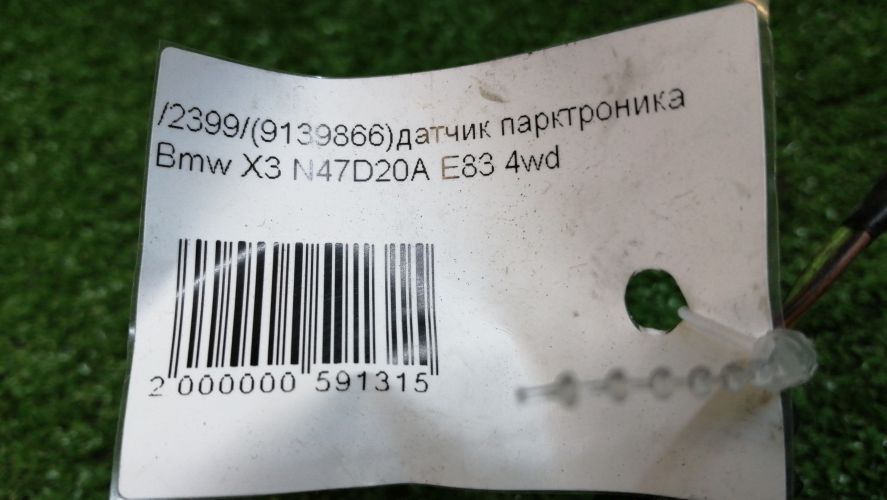 /2399/(9139866)датчик парктроника
Bmw X3 N47D20A E83 4wd
2 000000 591315